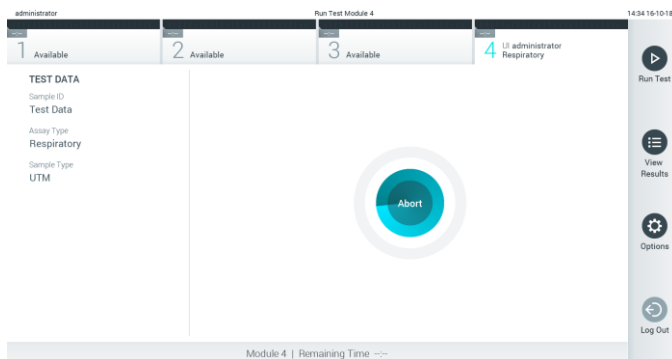 administrator
Run Test Module 4
14:34 16-10-18
--:--
--:--
--:--
--:--
1 Available
2 Available
3 Available
4 UI administrator
Respiratory
TEST DATA
Sample ID
Test Data
Assay Type
Respiratory
Sample Type
UTM
Abort
Run Test
View
Results
Options
Log Out
Module 4 | Remaining Time --:--